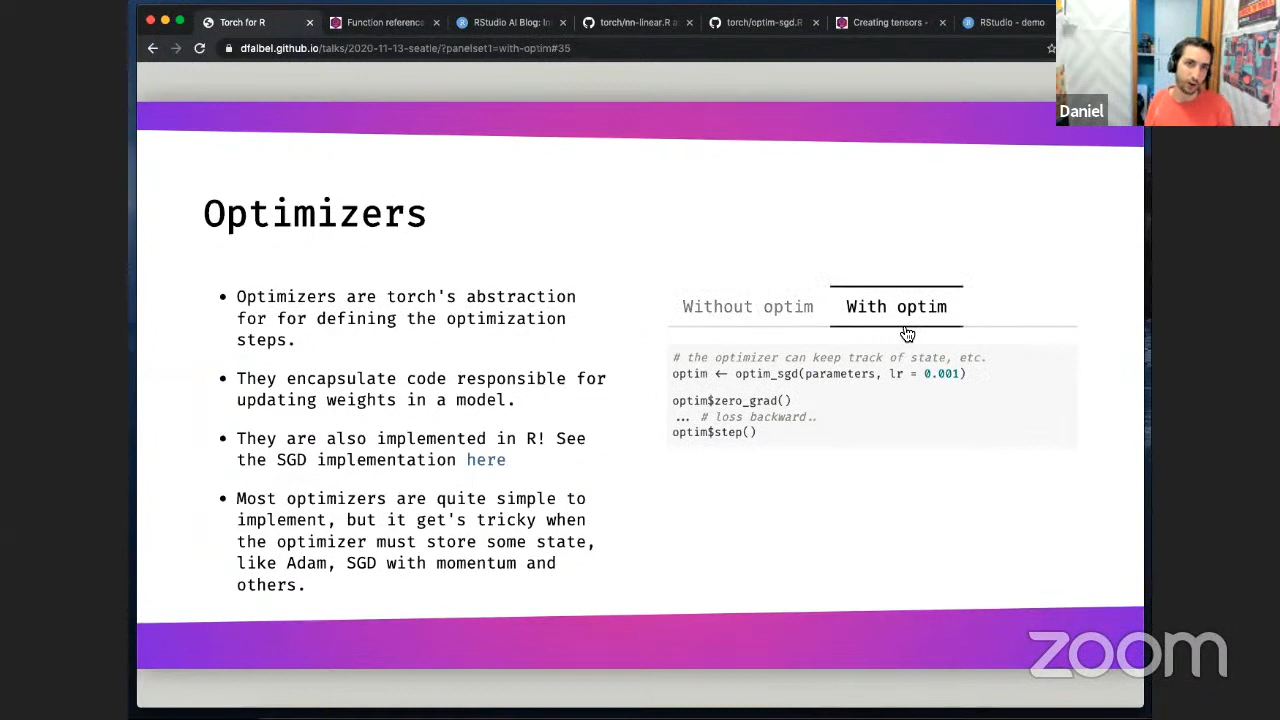 Torch for R
Function reference
RStudio AI Blog: In
torch/nn-linear.R a
torch/optim-sgd.R
Creating tensors -
RStudio - demo
dfalbel.github.io/talks/2020-11-13-seatle/?panelset1=with-optim#35
Daniel
Optimizers
• Optimizers are torch's abstraction
for for defining the optimization
steps.
• They encapsulate code responsible for
updating weights in a model.
• They are also implemented in R! See
the SGD implementation here
• Most optimizers are quite simple to
implement, but it get's tricky when
the optimizer must store some state,
like Adam, SGD with momentum and
others.
Without optim
With optim
# the optimizer can keep track of state, etc.
optim <- optim_sgd(parameters, lr = 0.001)
optim$zero_grad()
... # loss backward..
optim$step()
zoom